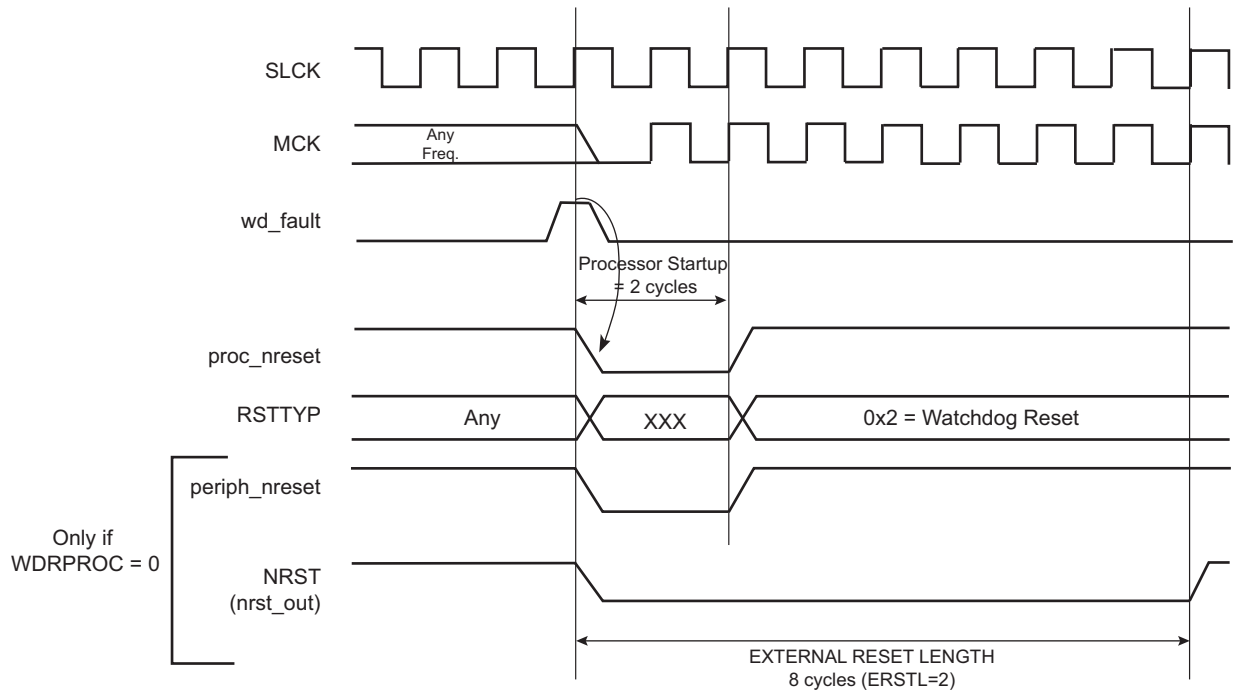 SLCK
MCK
Any
Freq.
wd_fault
Processor Startup
= 2 cycles
proc_nreset
RSTTYP
Any
XXX
0x2 = Watchdog Reset
periph_nreset
Only if
WDRPROC = 0
NRST
(nrst_out)
EXTERNAL RESET LENGTH
8 cycles (ERSTL=2)